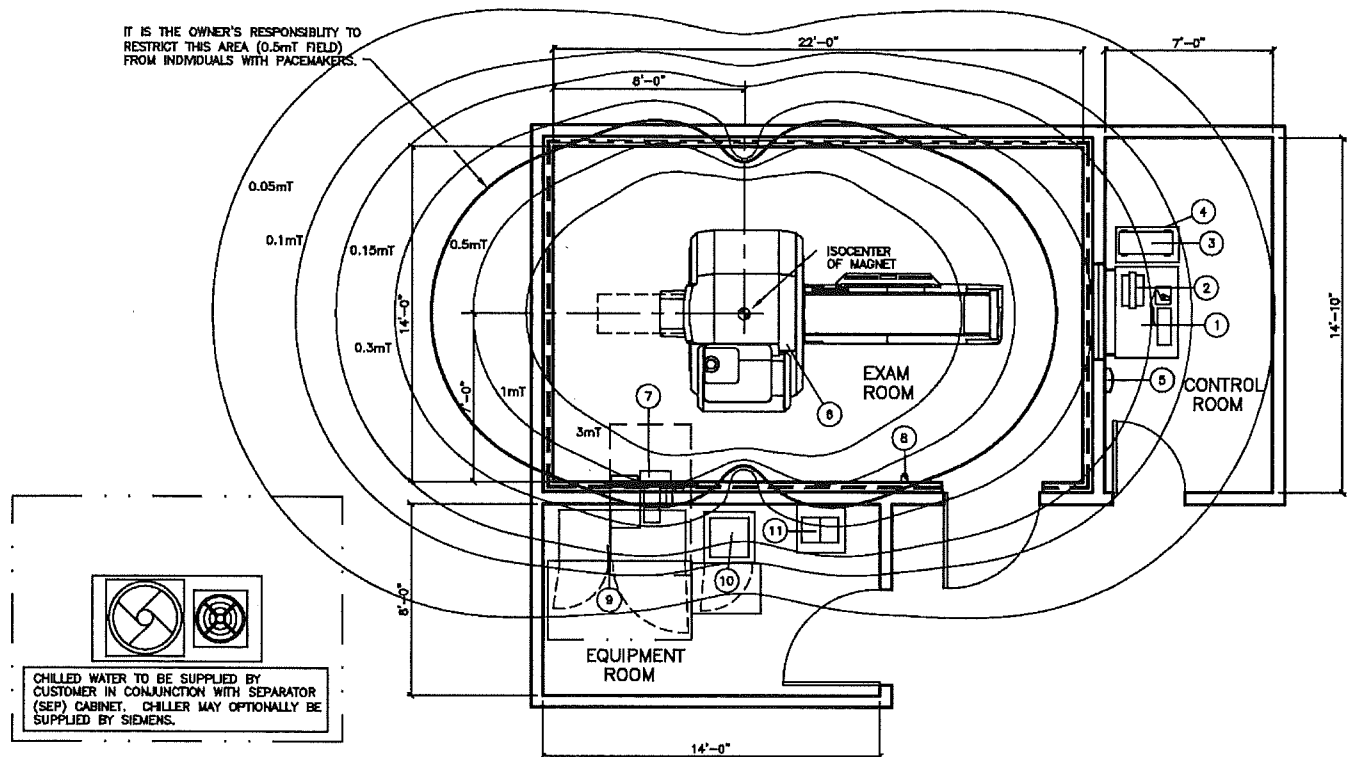 IT IS THE OWNER'S RESPONSIBLITY TO
RESTRICT THIS AREA (0.5mT FIELD)
FROM INDIVIDUALS WITH PACEMAKERS.
22'-0"
7'-0"
8'-0"
0.05mT
0.1mT
0.15mT
0.5mT
0.3mT
1mT
3mT
14'-0"
7'-0"
ISOCENTER
OF MAGNET
EXAM
ROOM
CONTROL
ROOM
14'-10"
4
3
2
1
5
6
7
8
11
10
9
8'-0"
EQUIPMENT
ROOM
14'-0"
CHILLED WATER TO BE SUPPLIED BY
CUSTOMER IN CONJUNCTION WITH SEPARATOR
(SEP) CABINET. CHILLER MAY OPTIONALLY BE
SUPPLIED BY SIEMENS.